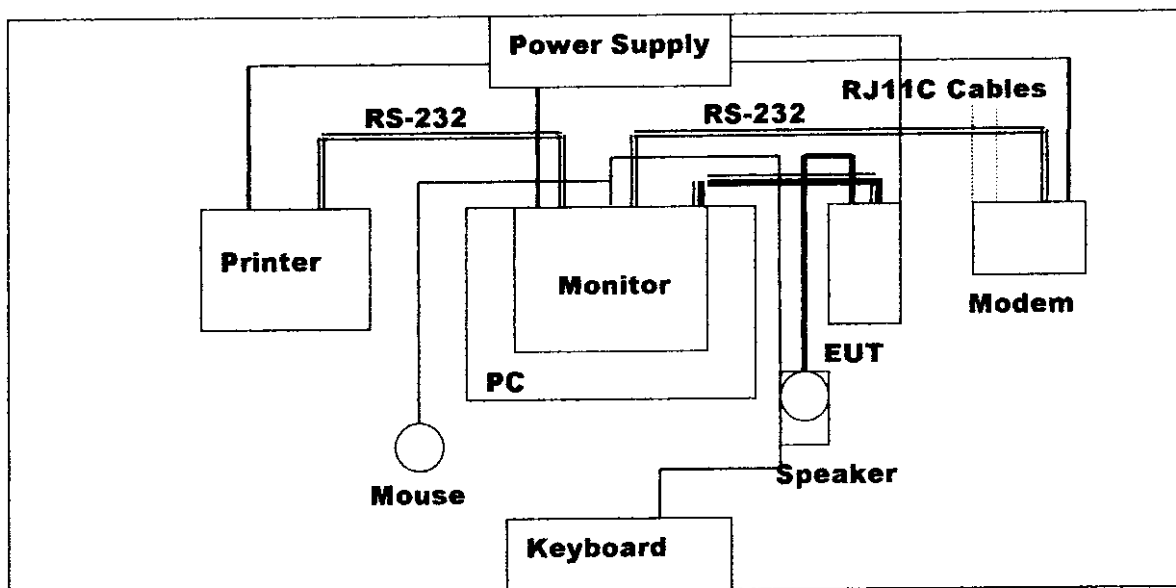 Power Supply
RJ11C Cables
RS-232
RS-232
Printer
Monitor
Modem
EUT
PC
Speaker
Mouse
Keyboard